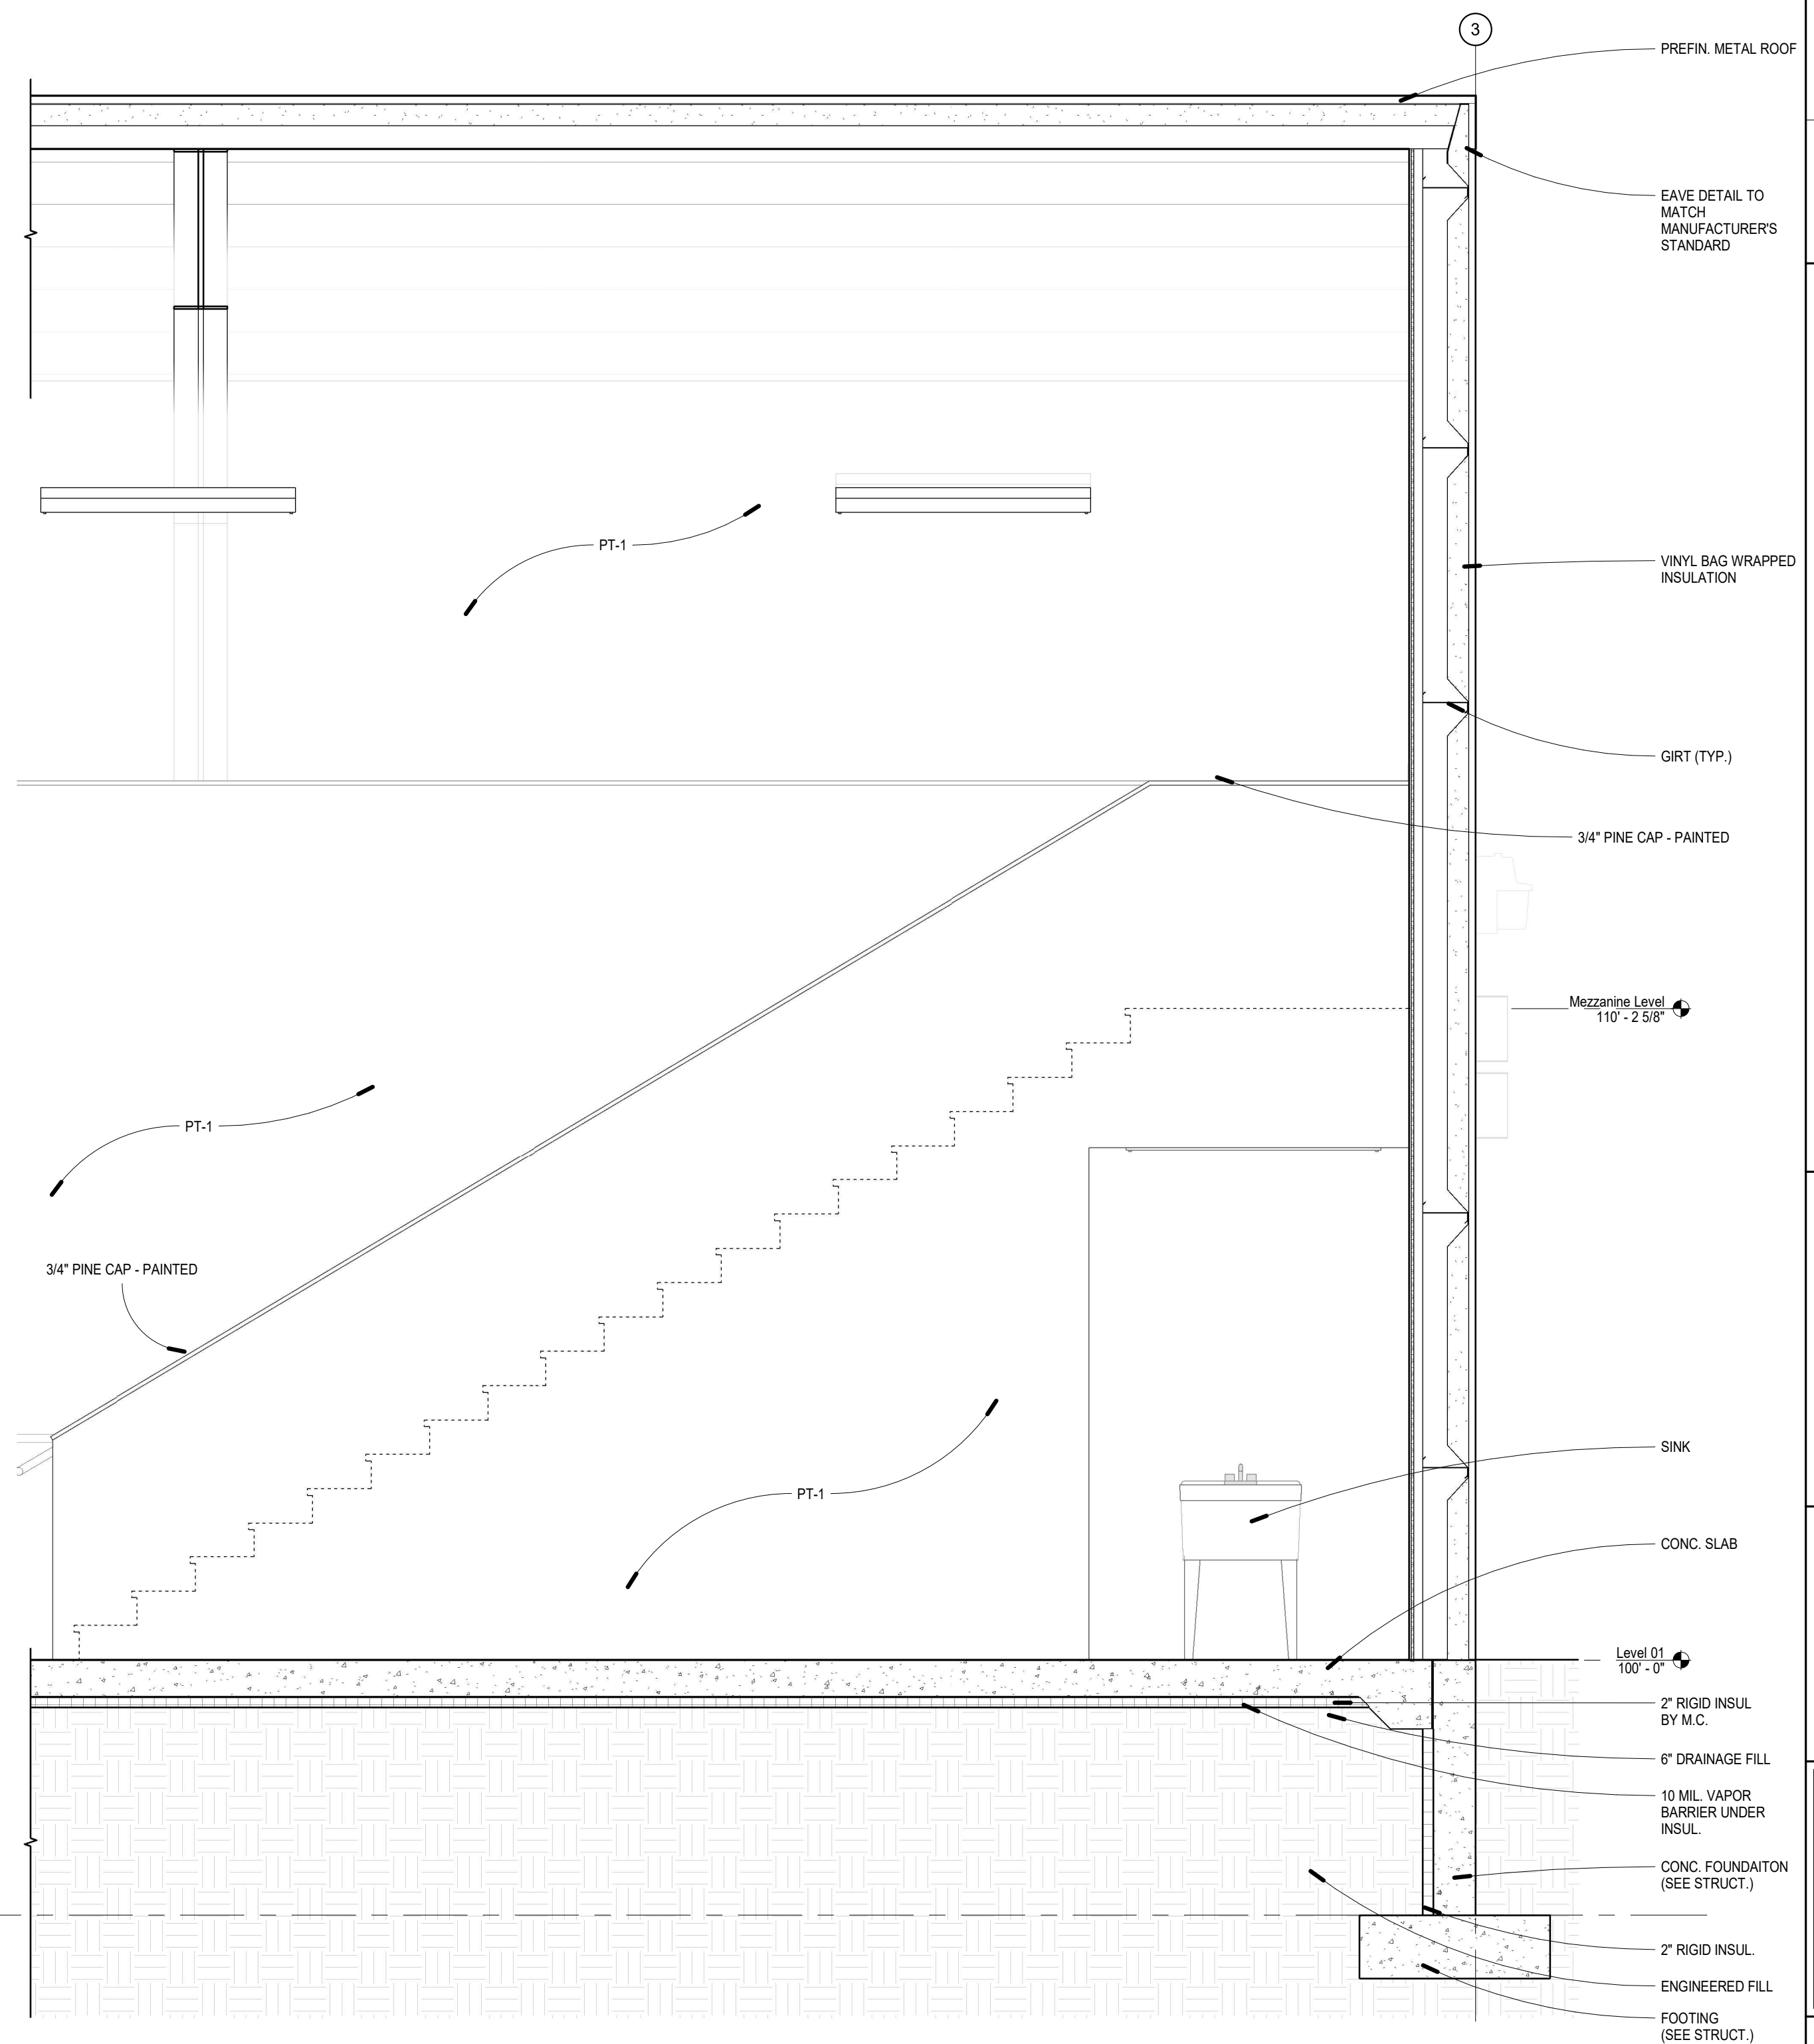 3
PREFIN. METAL ROOF
EAVE DETAIL TO
MATCH
MANUFACTURER'S
STANDARD
PT-1
VINYL BAG WRAPPED
INSULATION
GIRT (TYP.)
3/4" PINE CAP - PAINTED
Mezzanine Level
110' - 2 5/8"
PT-1
3/4" PINE CAP - PAINTED
SINK
PT-1
CONC. SLAB
Level 01
100' - 0"
2" RIGID INSUL
BY M.C.
6" DRAINAGE FILL
10 MIL. VAPOR
BARRIER UNDER
INSUL.
CONC. FOUNDAITON
(SEE STRUCT.)
2" RIGID INSUL.
ENGINEERED FILL
FOOTING
(SEE STRUCT.)